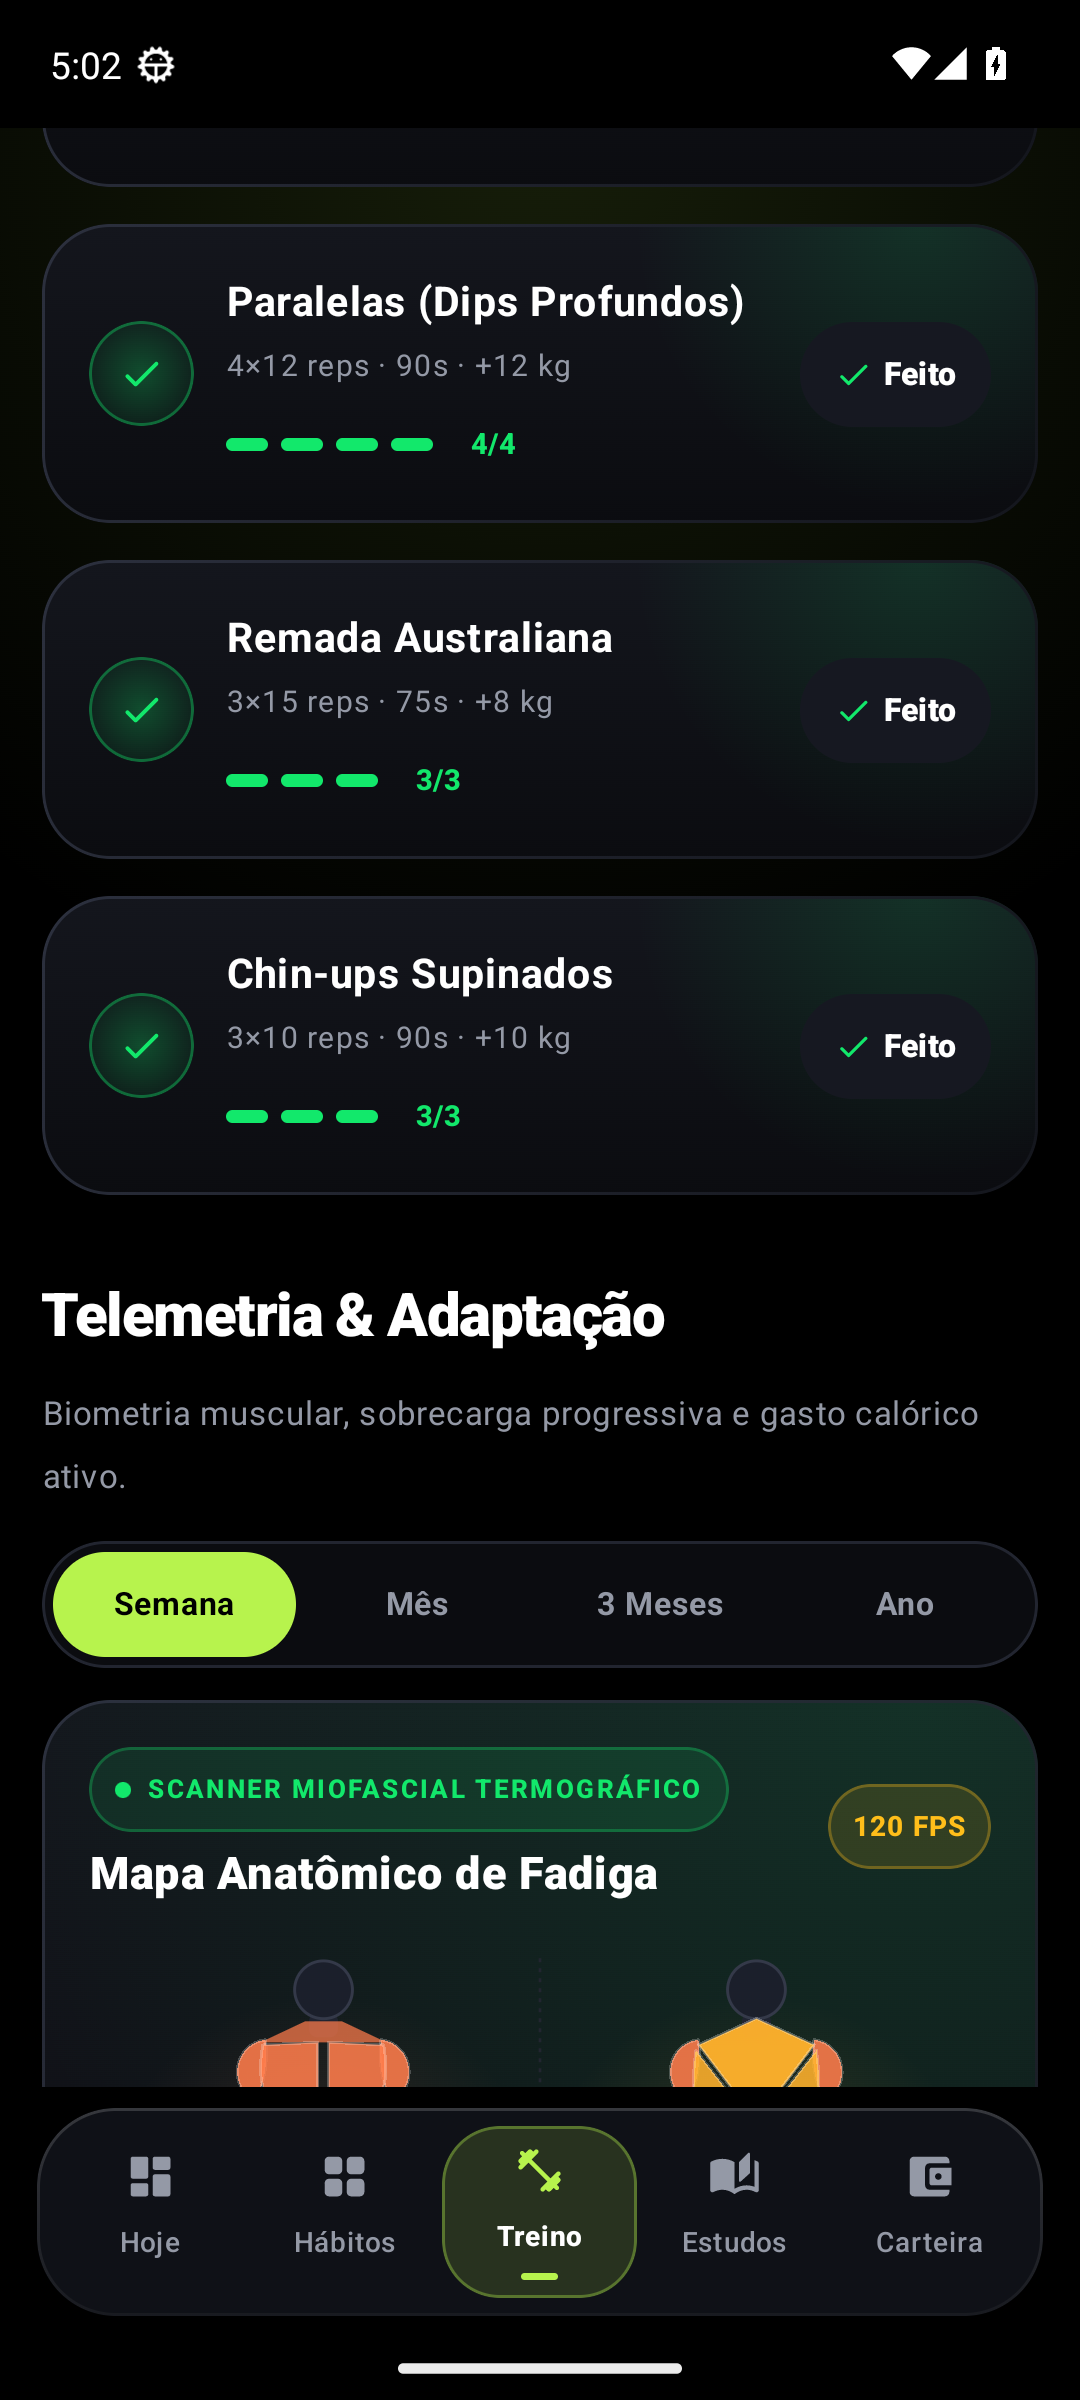 5:02
Paralelas (Dips Profundos)
4×12 reps · 90s · +12 kg
4/4
Feito
Remada Australiana
3×15 reps · 75s · +8 kg
3/3
Feito
Chin-ups Supinados
3×10 reps · 90s · +10 kg
3/3
Feito
Telemetria & Adaptação
Biometria muscular, sobrecarga progressiva e gasto calórico
ativo.
Semana
Mês
3 Meses
Ano
SCANNER MIOFASCIAL TERMOGRÁFICO
120 FPS
Mapa Anatômico de Fadiga
Hoje
Hábitos
Treino
Estudos
Carteira